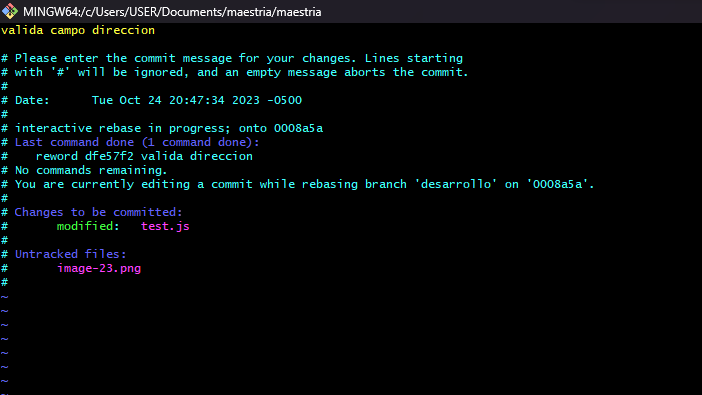 MINGW64:/c/Users/USER/Documents/maestria/maestria
valida campo direccion
# Please enter the commit message for your changes. Lines starting
# with '#' will be ignored, and an empty message aborts the commit.
#
# Date:      Tue Oct 24 20:47:34 2023 -0500
#
# interactive rebase in progress; onto 0008a5a
# Last command done (1 command done):
#    reword dfe57f2 valida direccion
# No commands remaining.
# You are currently editing a commit while rebasing branch 'desarrollo' on '0008a5a'.
#
# Changes to be committed:
#       modified:   test.js
#
# Untracked files:
#       image-23.png
#
~
~
~
~
~
~
~
~